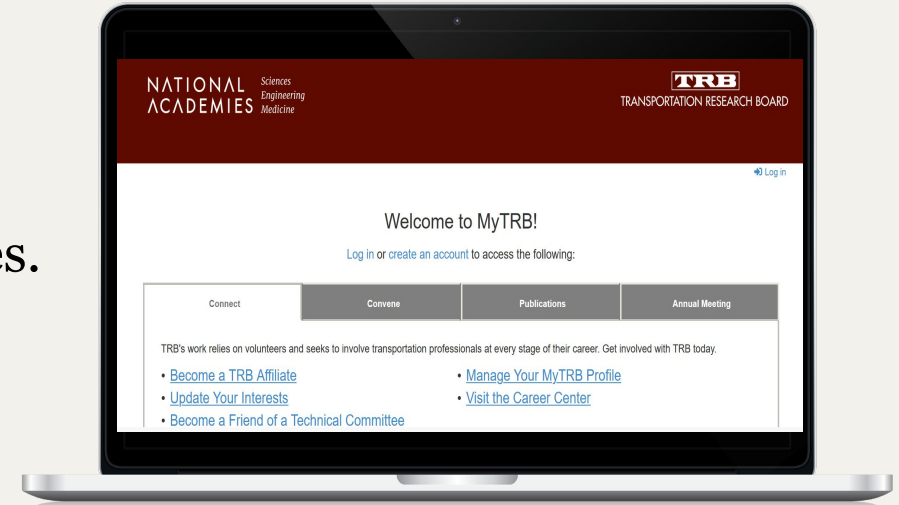 es.
NATIONAL
ACADEMIES
Sciences
Engineering
Medicine
TRB
TRANSPORTATION RESEARCH BOARD
Log in
Welcome to MyTRB!
Log in or create an account to access the following:
Connect
Convene
Publications
Annual Meeting
TRB's work relies on volunteers and seeks to involve transportation professionals at every stage of their career. Get involved with TRB today.
• Become a TRB Affiliate
• Update Your Interests
• Become a Friend of a Technical Committee
• Manage Your MyTRB Profile
• Visit the Career Center